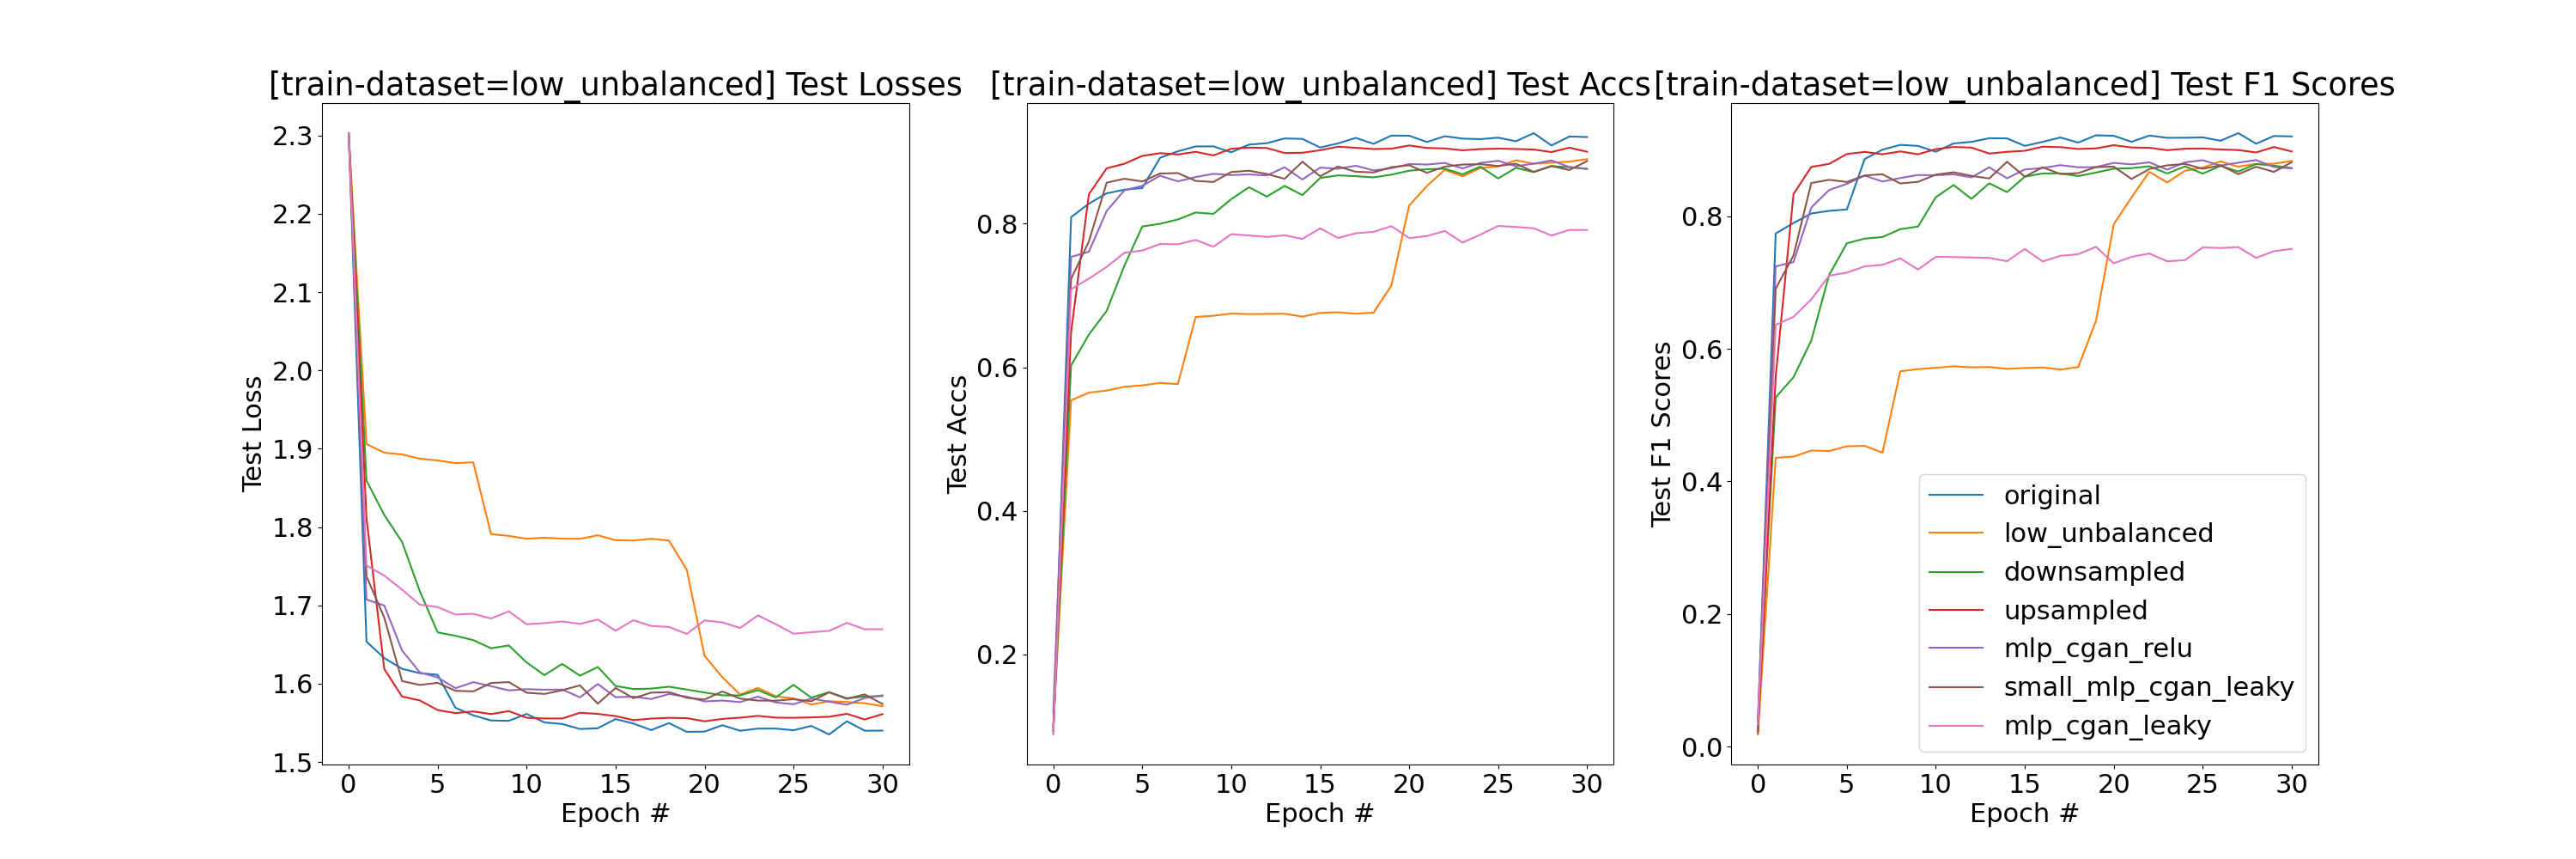 [train-dataset=low_unbalanced] Test Losses
2.3
2.2
2.1
2.0
1.9
1.8
1.7
1.6
1.5
Test Loss
0 5 10 15 20 25 30
Epoch #
[train-dataset=low_unbalanced] Test Accs
0.8
0.6
0.4
0.2
Test Accs
0 5 10 15 20 25 30
Epoch #
[train-dataset=low_unbalanced] Test F1 Scores
0.8
0.6
0.4
0.2
0.0
Test F1 Scores
0 5 10 15 20 25 30
Epoch #
original
low_unbalanced
downsampled
upsampled
mlp_cgan_relu
small_mlp_cgan_leaky
mlp_cgan_leaky